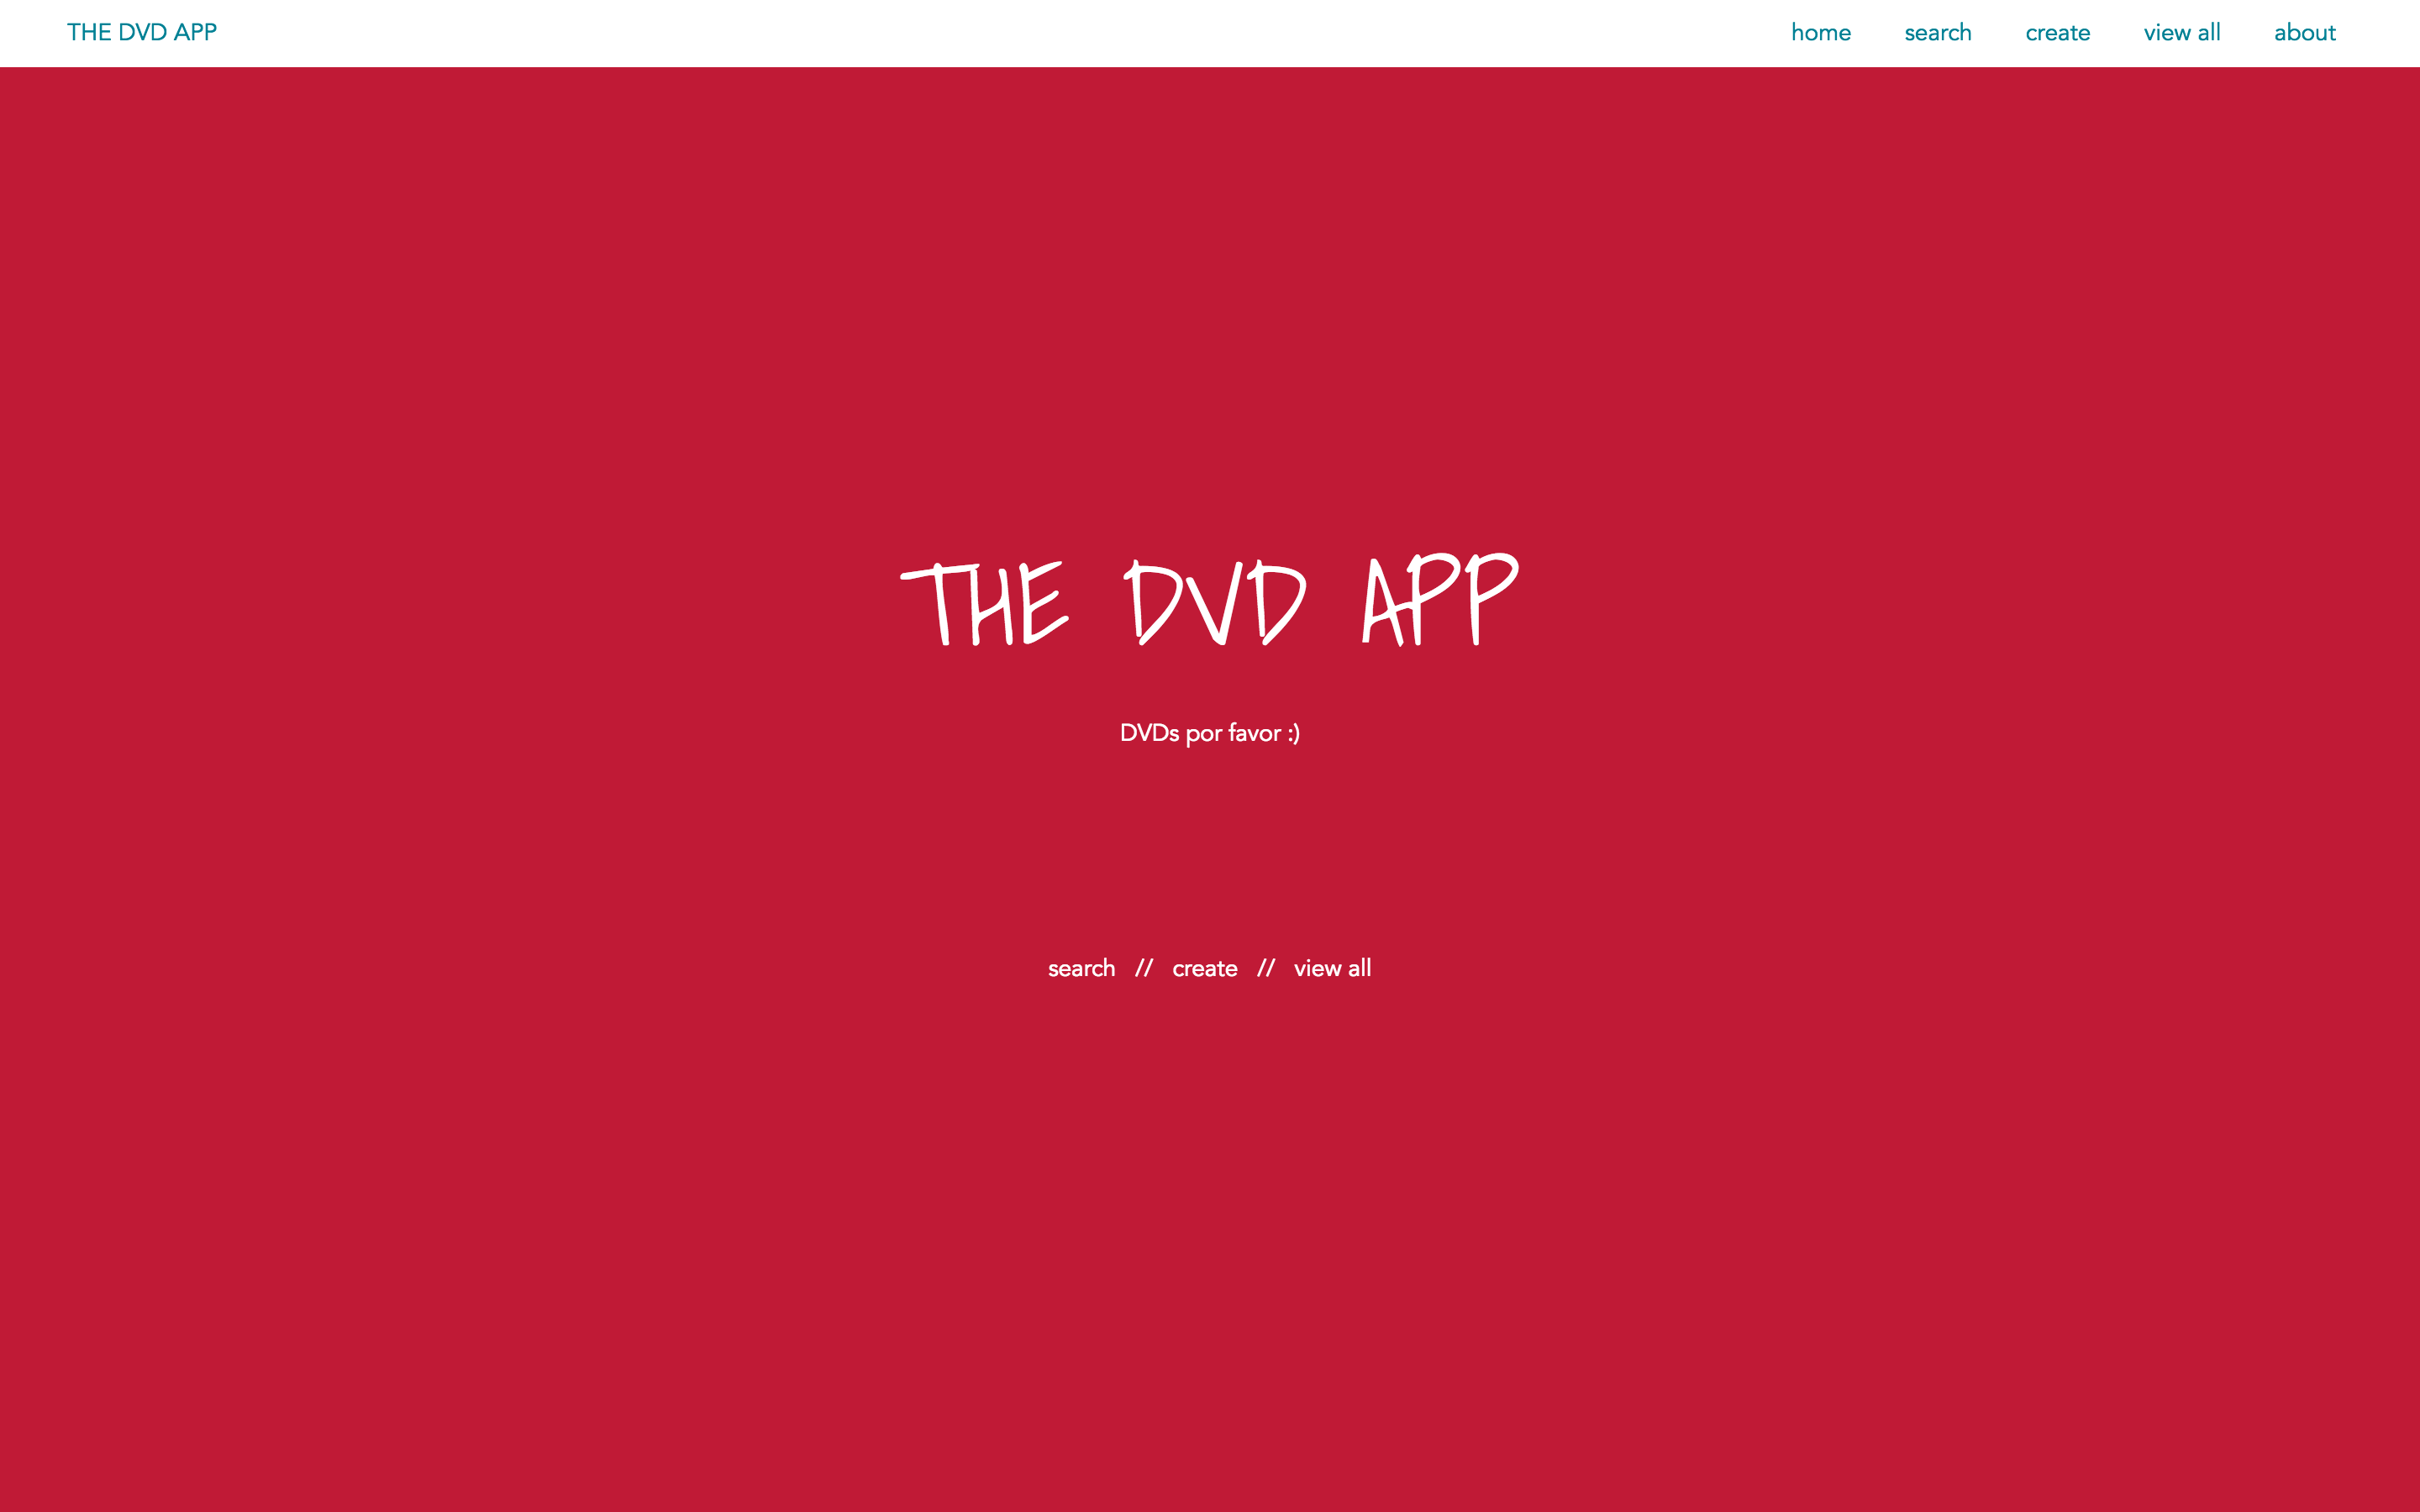 THE DVD APP home search create view all about
THE DVD APP
DVDs por favor :)
search // create // view all